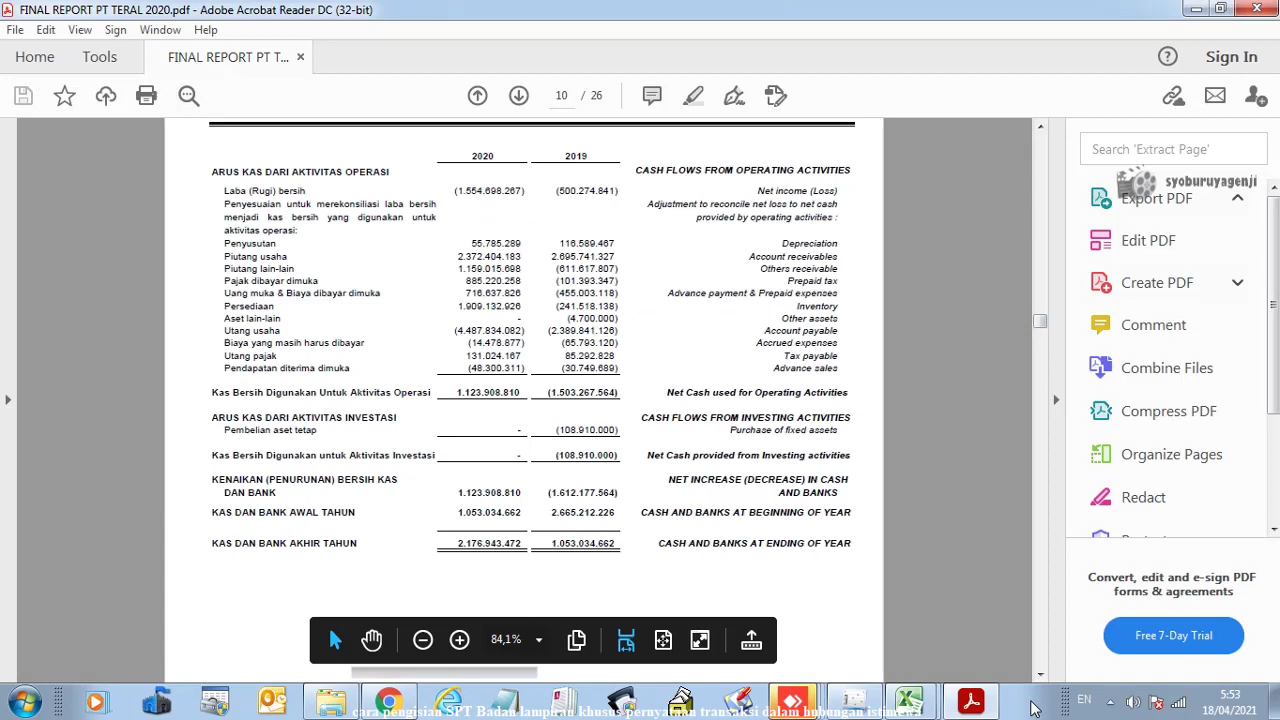 FINAL REPORT PT TERAL 2020.pdf - Adobe Acrobat Reader DC (32-bit)
File Edit View Sign Window Help
Home Tools FINAL REPORT PT T... × Sign In
10 / 26
2020 2019
ARUS KAS DARI AKTIVITAS OPERASI CASH FLOWS FROM OPERATING ACTIVITIES
Laba (Rugi) bersih (1.554.698.267) (500.274.841) Net income (Loss)
Penyesuaian untuk merekonsiliasi laba bersih Adjustment to reconcile net loss to net cash
menjadi kas bersih yang digunakan untuk provided by operating activities :
aktivitas operasi:
Penyusutan 55.785.289 116.589.467 Depreciation
Piutang usaha 2.372.404.183 2.695.741.327 Account receivables
Piutang lain-lain 1.159.015.698 (611.617.807) Others receivable
Pajak dibayar dimuka 885.220.258 (101.393.347) Prepaid tax
Uang muka & Biaya dibayar dimuka 716.637.826 (455.003.118) Advance payment & Prepaid expenses
Persediaan 1.909.132.926 (241.518.138) Inventory
Aset lain-lain - (4.700.000) Other assets
Utang usaha (4.487.834.082) (2.389.841.126) Account payable
Biaya yang masih harus dibayar (14.478.877) (65.793.120) Accrued expenses
Utang pajak 131.024.167 85.292.828 Tax payable
Pendapatan diterima dimuka (48.300.311) (30.749.689) Advance sales
Kas Bersih Digunakan Untuk Aktivitas Operasi 1.123.908.810 (1.503.267.564) Net Cash used for Operating Activities
ARUS KAS DARI AKTIVITAS INVESTASI CASH FLOWS FROM INVESTING ACTIVITIES
Pembelian aset tetap - (108.910.000) Purchase of fixed assets
Kas Bersih Digunakan untuk Aktivitas Investasi - (108.910.000) Net Cash provided from Investing activities
KENAIKAN (PENURUNAN) BERSIH KAS NET INCREASE (DECREASE) IN CASH
DAN BANK 1.123.908.810 (1.612.177.564) AND BANKS
KAS DAN BANK AWAL TAHUN 1.053.034.662 2.665.212.226 CASH AND BANKS AT BEGINNING OF YEAR
KAS DAN BANK AKHIR TAHUN 2.176.943.472 1.053.034.662 CASH AND BANKS AT ENDING OF YEAR
84,1%
Search 'Extract Page'
syoburuyagenji
Export PDF
Edit PDF
Create PDF
Comment
Combine Files
Compress PDF
Organize Pages
Redact
Convert, edit and e-sign PDF
forms & agreements
Free 7-Day Trial
EN
5:53
18/04/2021
cara pengisian SPT Badan lampiran khusus pernyataan transaksi dalam hubungan istimewa